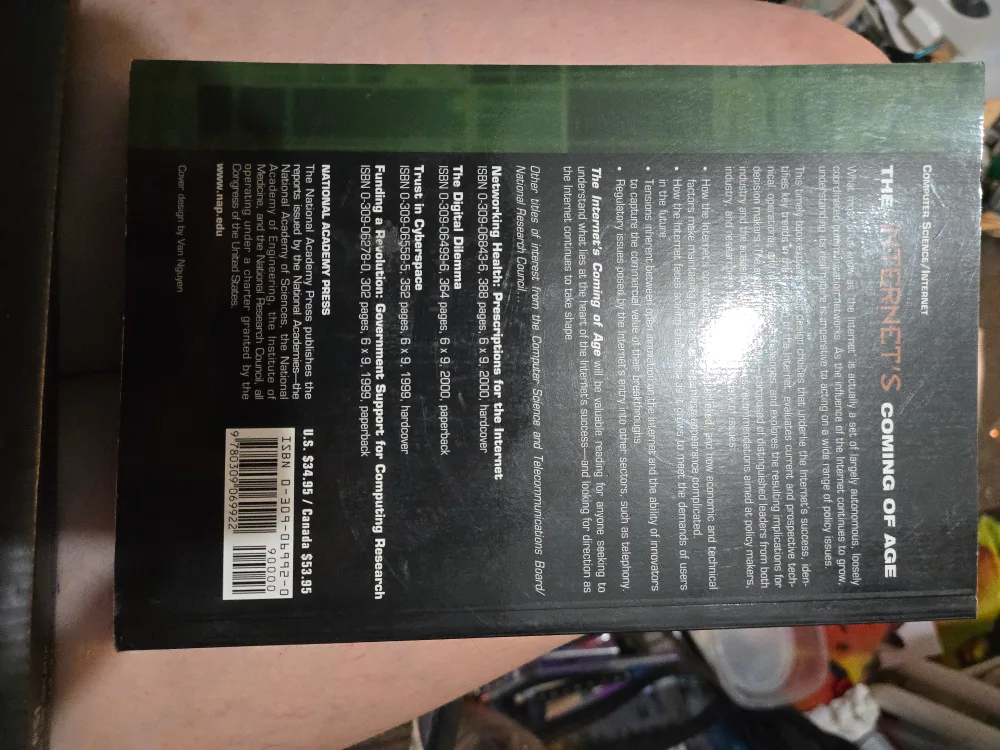 COMPUTER SCIENCE/INTERNET
THE INTERNET'S COMING OF AGE
What we know as the Internet is actually a set of largely autonomous, loosely
coordinated communication networks. As the influence of the Internet continues to grow,
understanding its real nature is imperative to acting on a wide range of policy issues.
This timely book explains design choices that underlie the Internet's success, iden-
tifies key trends in the of the Internet, evaluates current and prospective tech-
nical, operational, and challenges and explores the resulting implications for
decision makers. composed of distinguished leaders from both
industry and the academic recommendations aimed at policy makers,
industry, and researchers, issues
• How the Internet's and how economic and technical
factors make maintaining the Internet's seamless appearance complicated.
• How the Internet faces scaling to grow to meet the demands of users
in the future.
• Tensions inherent between open innovation on the Internet and the ability of innovators
to capture the commercial value of their breakthroughs.
• Regulatory issues posed by the Internet's entry into other sectors, such as telephony.
The Internet's Coming of Age will be valuable reading for anyone seeking to
understand what lies at the heart of the Internet's success—and looking for direction as
the Internet continues to take shape.
Other titles of interest from the Computer Science and Telecommunications Board/
National Research Council...
Networking Health: Prescriptions for the Internet
ISBN 0-309-06843-6, 388 pages, 6 x 9, 2000, hardcover
The Digital Dilemma
ISBN 0-309-06499-6, 364 pages, 6 x 9, 2000, paperback
Trust in Cyberspace
ISBN 0-309-06558-5, 352 pages, 6 x 9, 1999, hardcover
Funding a Revolution: Government Support for Computing Research
ISBN 0-309-06278-0, 302 pages, 6 x 9, 1999, paperback
NATIONAL ACADEMY PRESS
The National Academy Press publishes the
reports issued by the National Academies—the
National Academy of Sciences, the National
Academy of Engineering, the Institute of
Medicine, and the National Research Council, all
operating under a charter granted by the
Congress of the United States.
www.nap.edu
Cover design by Van Nguyen
U.S. $34.95 / Canada $53.95
ISBN 0-309-06992-0
90000
9 780309 069922